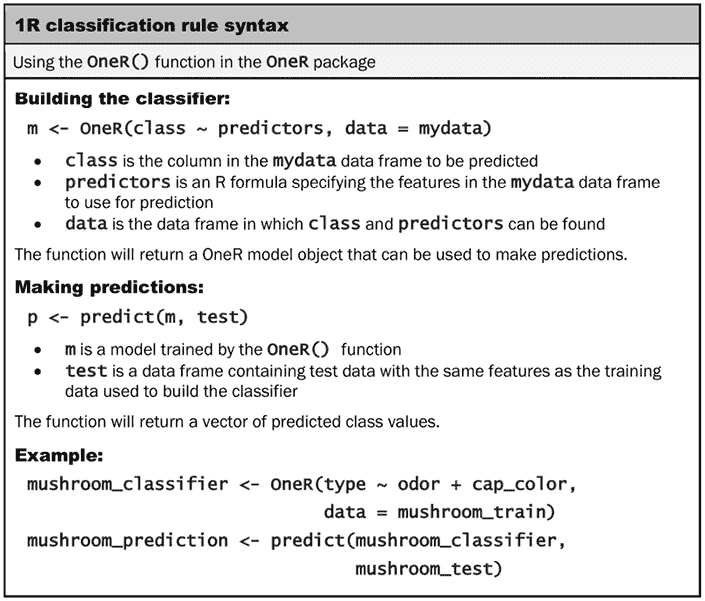 1R classification rule syntax
Using the OneR() function in the OneR package
Building the classifier:
m <- OneR(class ~ predictors, data = mydata)
• class is the column in the mydata data frame to be predicted
• predictors is an R formula specifying the features in the mydata data frame
to use for prediction
• data is the data frame in which class and predictors can be found
The function will return a OneR model object that can be used to make predictions.
Making predictions:
p <- predict(m, test)
• m is a model trained by the OneR() function
• test is a data frame containing test data with the same features as the training
data used to build the classifier
The function will return a vector of predicted class values.
Example:
mushroom_classifier <- OneR(type ~ odor + cap_color,
data = mushroom_train)
mushroom_prediction <- predict(mushroom_classifier,
mushroom_test)